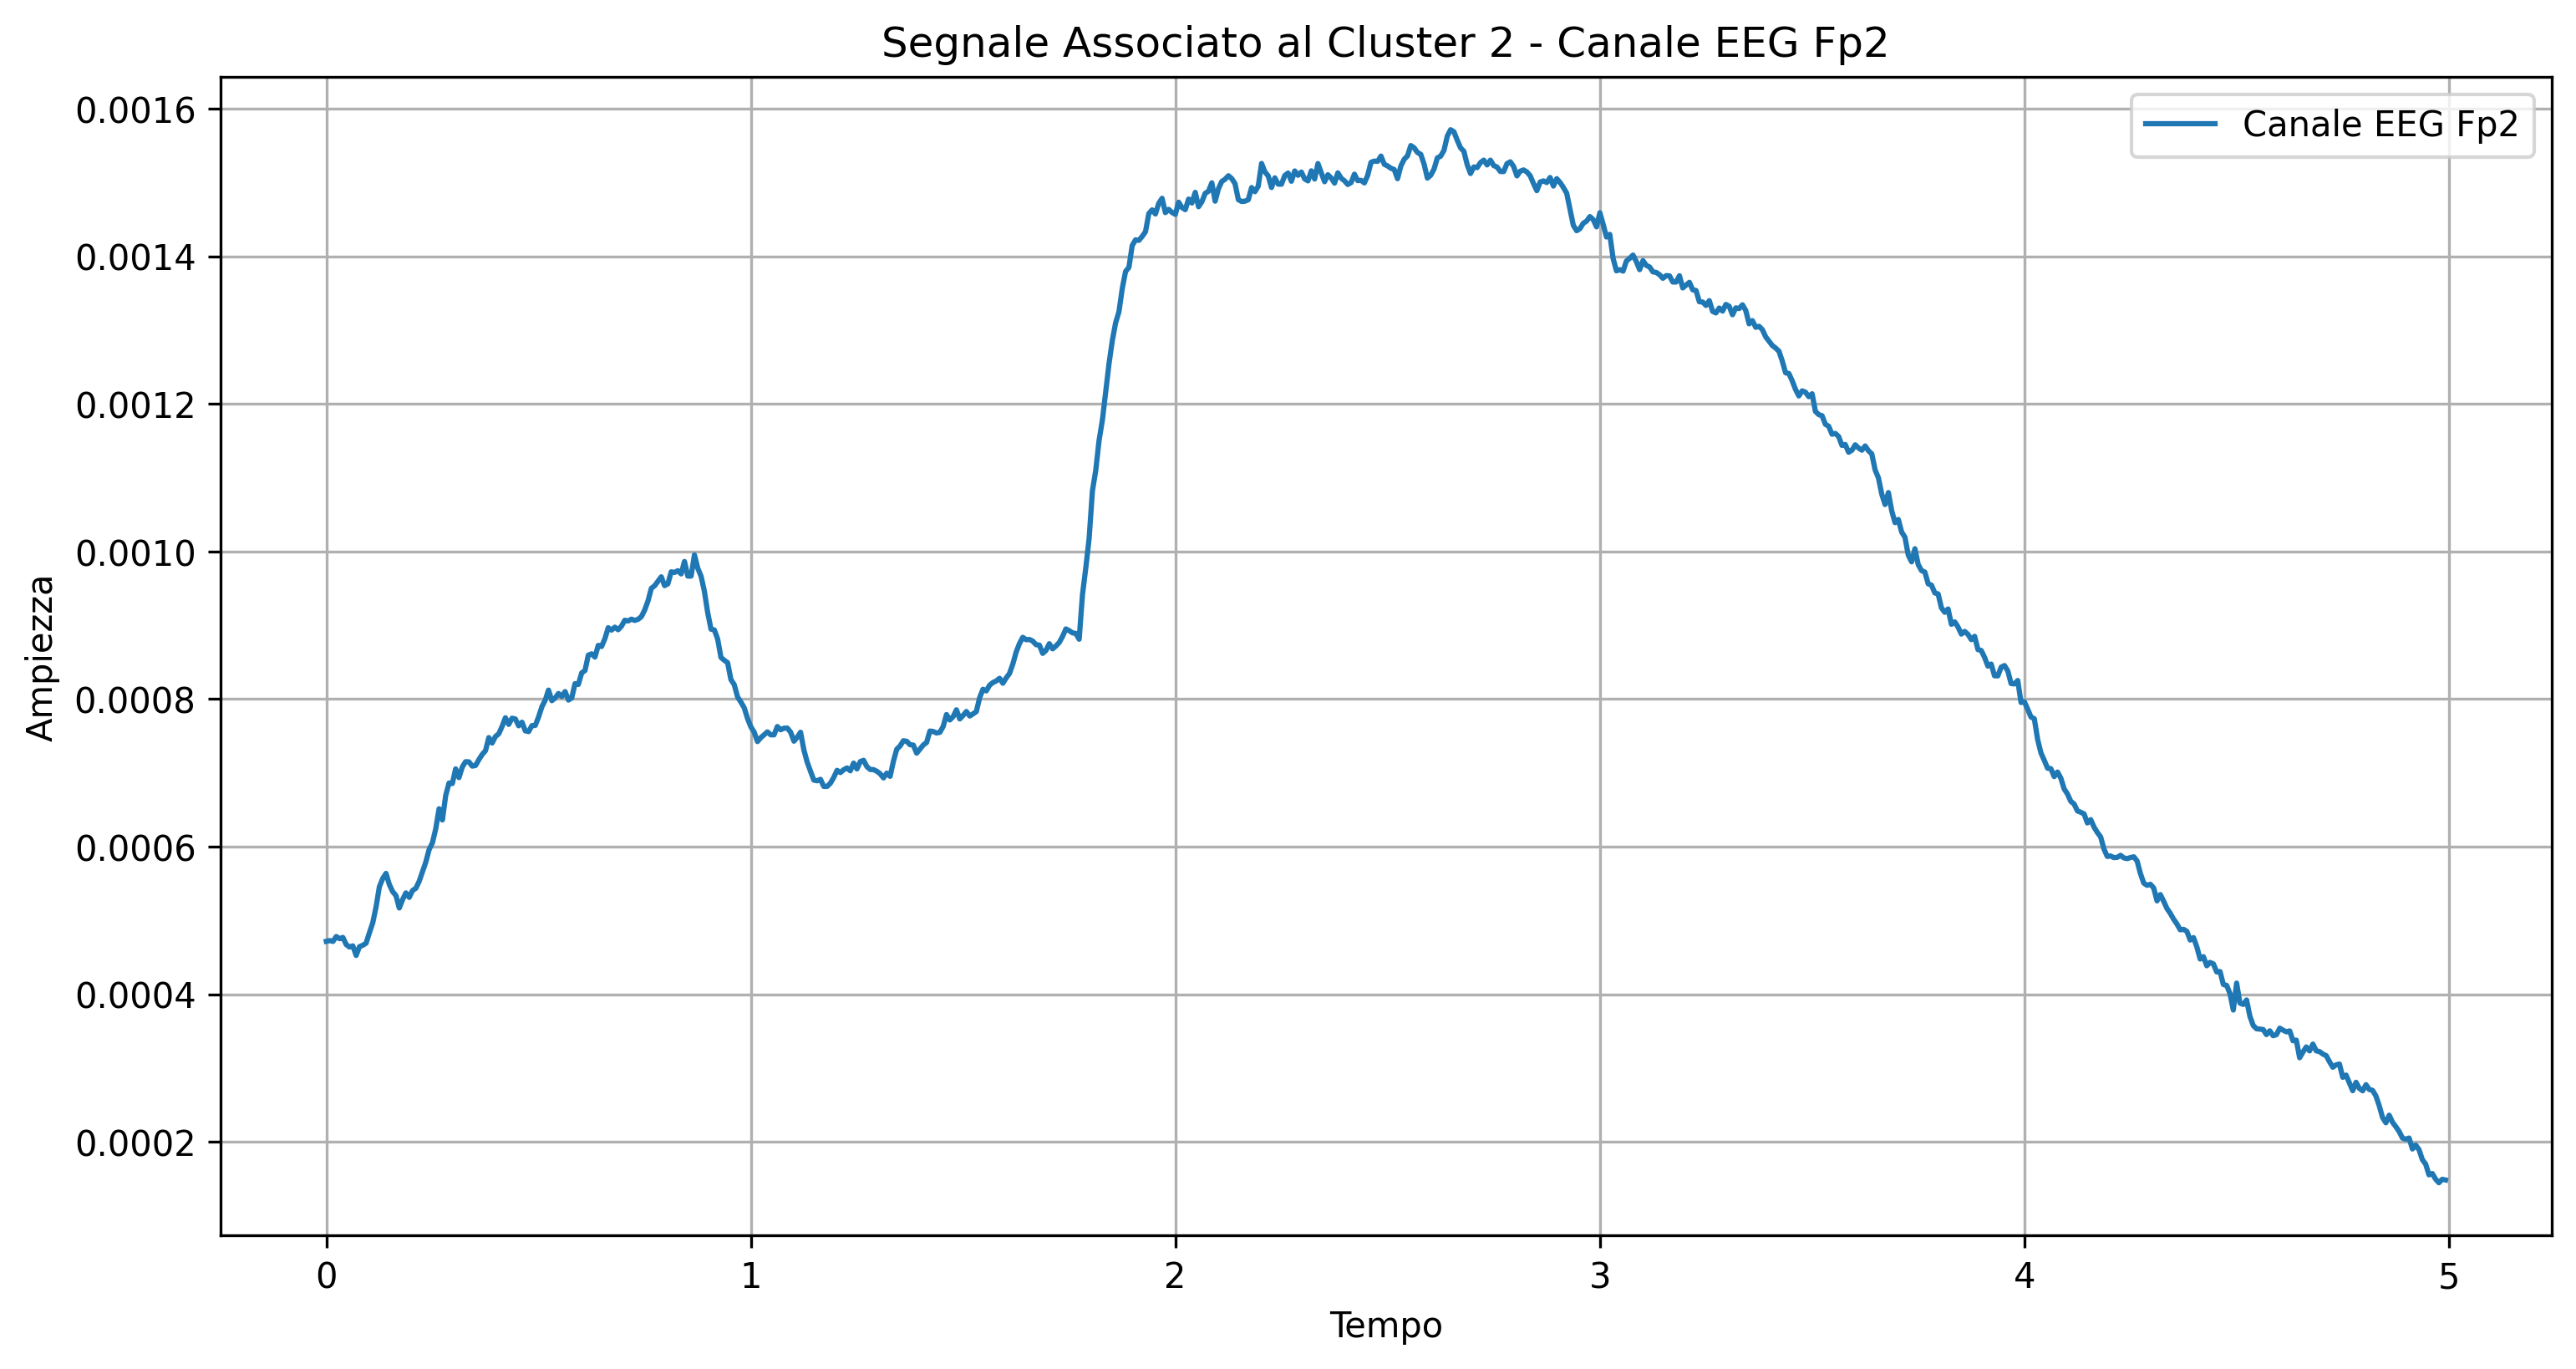 Segnale Associato al Cluster 2 - Canale EEG Fp2
Canale EEG Fp2
Ampiezza
0.0016
0.0014
0.0012
0.0010
0.0008
0.0006
0.0004
0.0002
0 1 2 3 4 5
Tempo